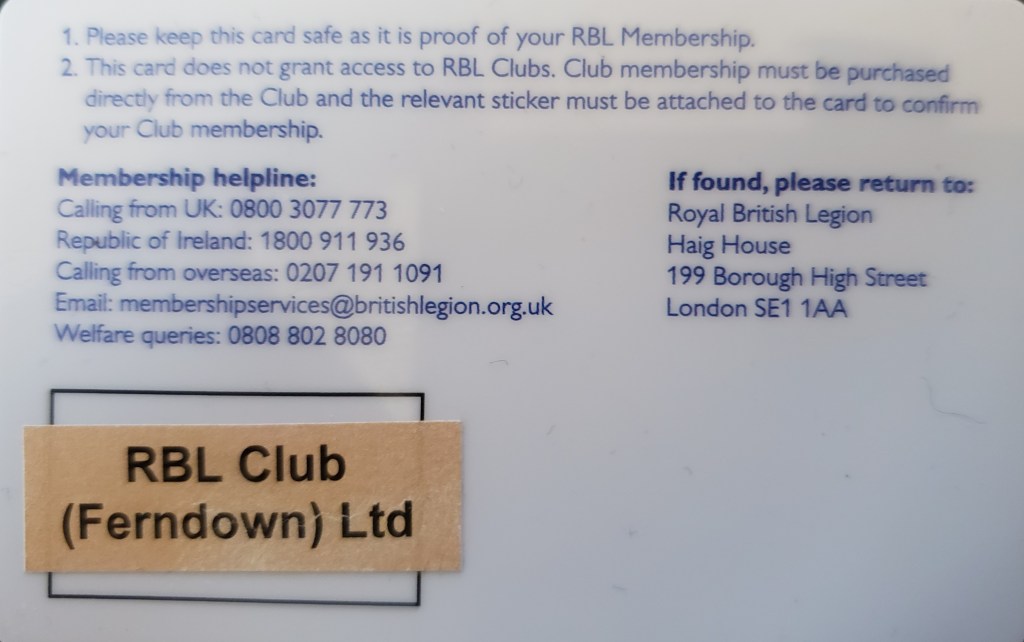 1. Please keep this card safe as it is proof of your RBL Membership.
2. This card does not grant access to RBL Clubs. Club membership must be purchased
directly from the Club and the relevant sticker must be attached to the card to confirm
your Club membership.
Membership helpline:
Calling from UK: 0800 3077 773
Republic of Ireland: 1800 911 936
Calling from overseas: 0207 191 1091
Email: membershipservices@britishlegion.org.uk
Welfare queries: 0808 802 8080
If found, please return to:
Royal British Legion
Haig House
199 Borough High Street
London SE1 1AA
RBL Club
(Ferndown) Ltd